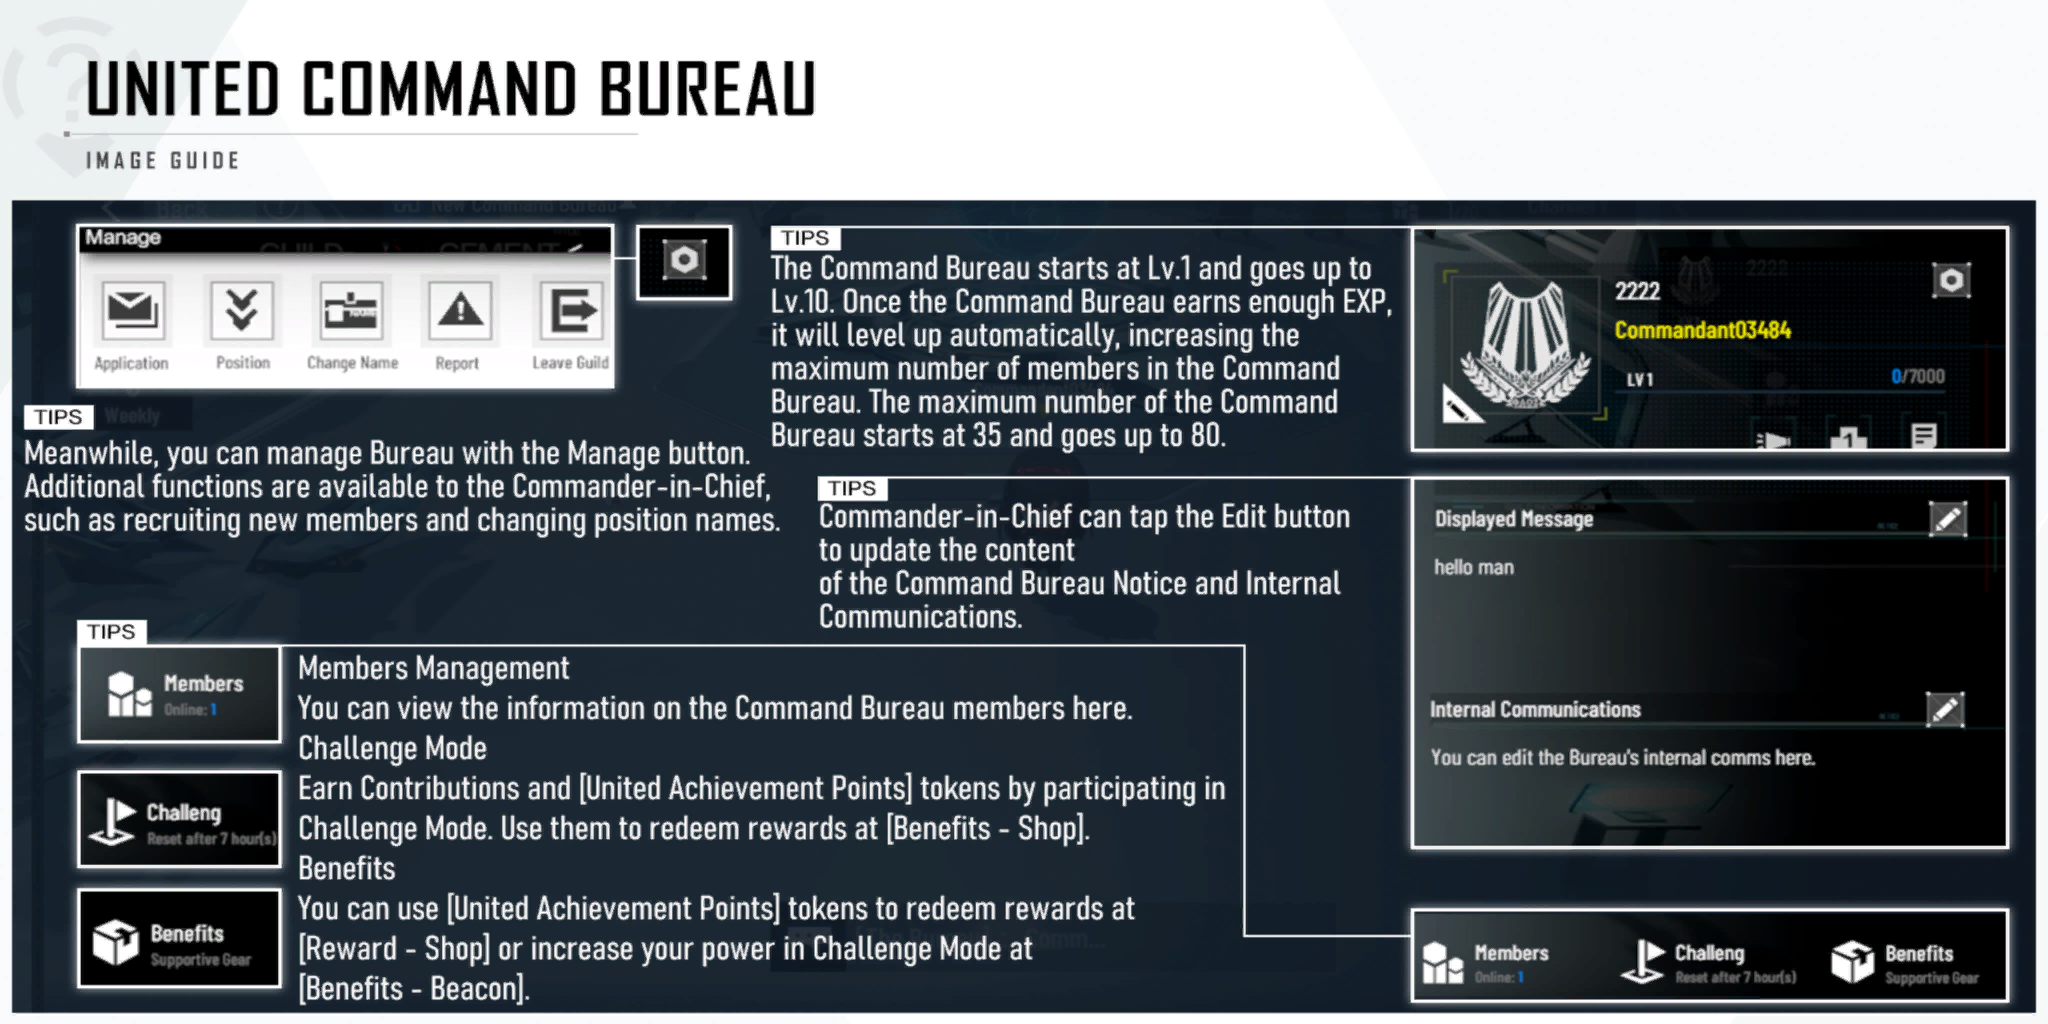 UNITED COMMAND BUREAU
IMAGE GUIDE
Back
New Command Bureau
Manage
Application
Position
Change Name
Report
Leave Guild
TIPS
Weekly
Meanwhile, you can manage Bureau with the Manage button.
Additional functions are available to the Commander-in-Chief,
such as recruiting new members and changing position names.
TIPS
The Command Bureau starts at Lv.1 and goes up to
Lv.10. Once the Command Bureau earns enough EXP,
it will level up automatically, increasing the
maximum number of members in the Command
Bureau. The maximum number of the Command
Bureau starts at 35 and goes up to 80.
2222
2222
Commandant03484
LV1
0/7000
1
TIPS
Commander-in-Chief can tap the Edit button
to update the content
of the Command Bureau Notice and Internal
Communications.
Displayed Message
hello man
Internal Communications
You can edit the Bureau's internal comms here.
TIPS
Members
Online: 1
Members Management
You can view the information on the Command Bureau members here.
Challenge Mode
Challeng
Reset after 7 hour(s)
Earn Contributions and [United Achievement Points] tokens by participating in
Challenge Mode. Use them to redeem rewards at [Benefits - Shop].
Benefits
Benefits
Supportive Gear
You can use [United Achievement Points] tokens to redeem rewards at
[Reward - Shop] or increase your power in Challenge Mode at
[Benefits - Beacon].
Members
Online: 1
Challeng
Reset after 7 hour(s)
Benefits
Supportive Gear